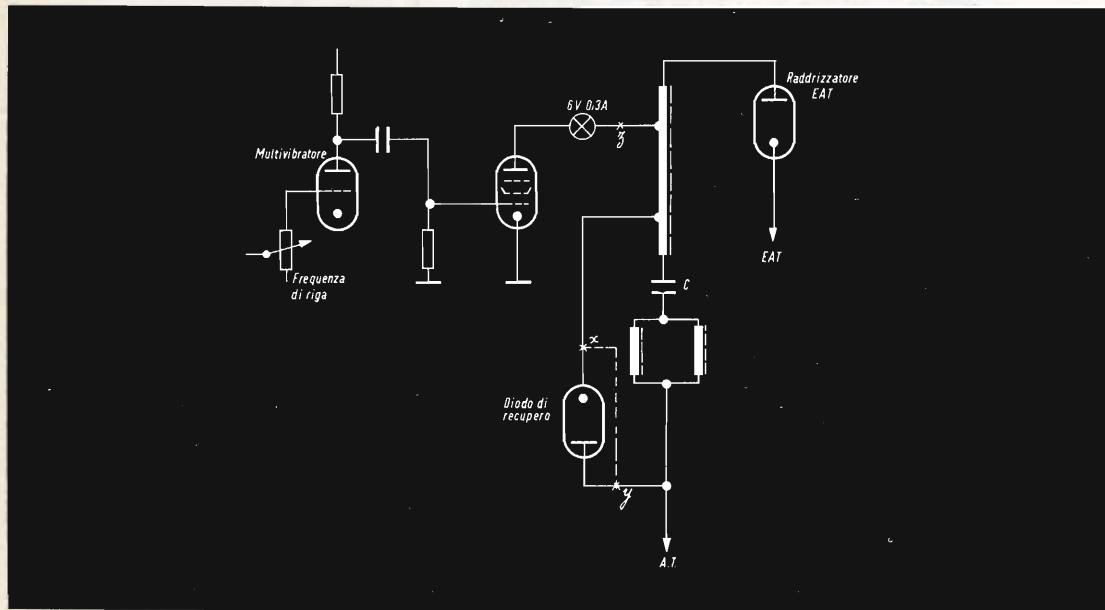 Raddrizzatore
EAT
6V 0,3A
z
Multivibratore
EAT
Frequenza
di riga
C
x
Diodo di
recupero
y
A.T.